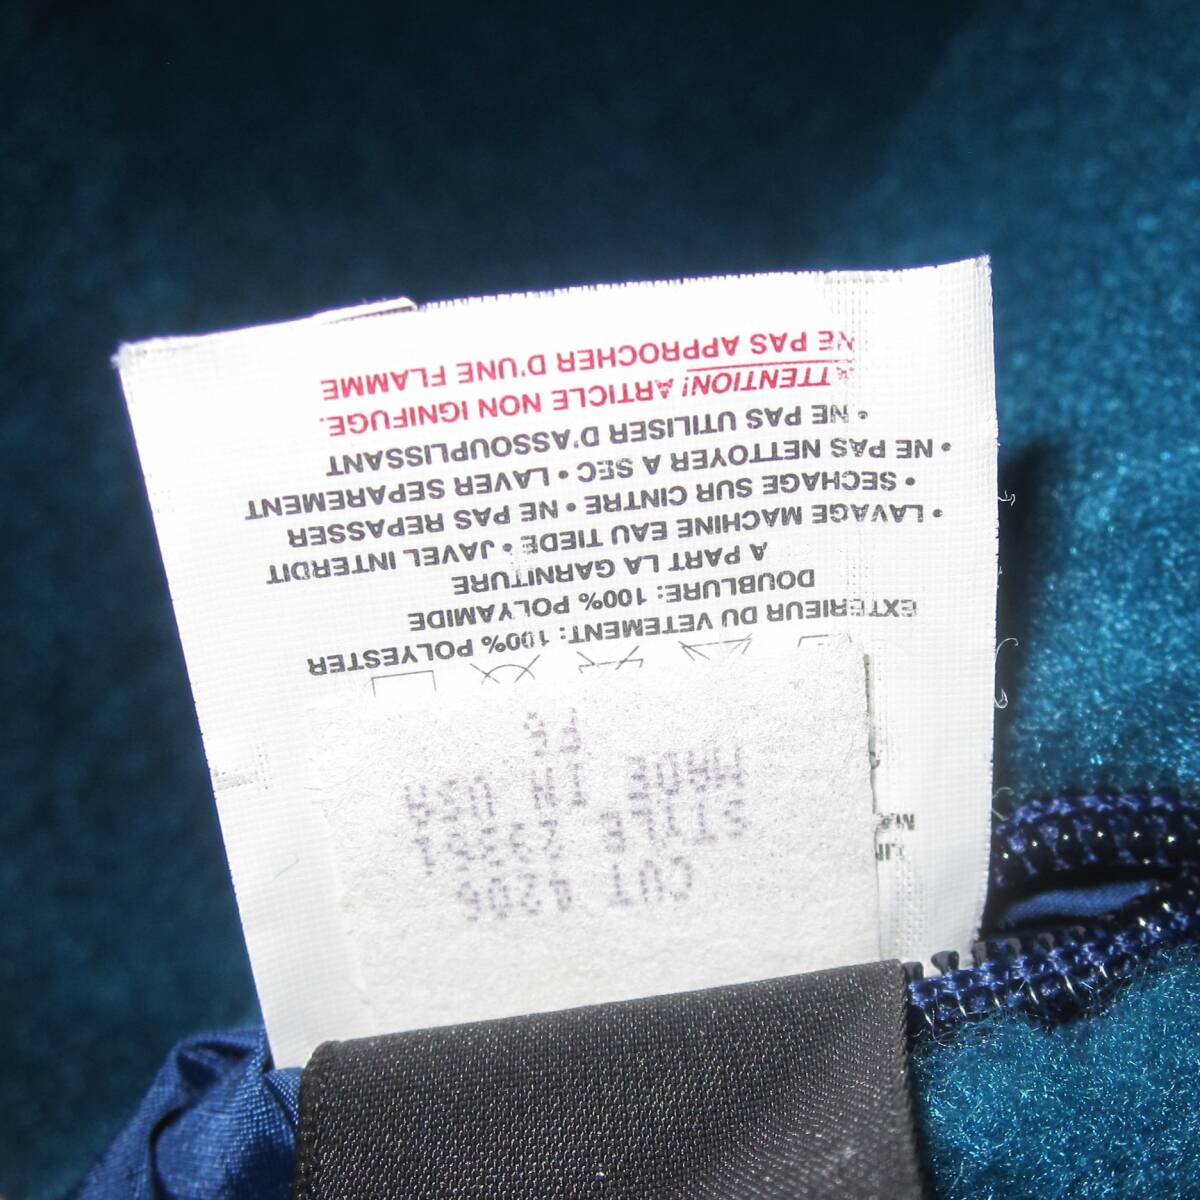 CUT 4206
STYLE
MADE IN USA
EXTERIEUR DU VETEMENT: 100% POLYESTER
DOUBLURE: 100% POLYAMIDE
A PART LA GARNITURE
• LAVAGE MACHINE EAU TIEDE • JAVEL INTERDIT
• SECHAGE SUR CINTRE • NE PAS REPASSER
• NE PAS NETTOYER A SEC • LAVER SEPAREMENT
• NE PAS UTILISER D'ASSOUPLISSANT
ATTENTION! ARTICLE NON IGNIFUGE.
NE PAS APPROCHER D'UNE FLAMME